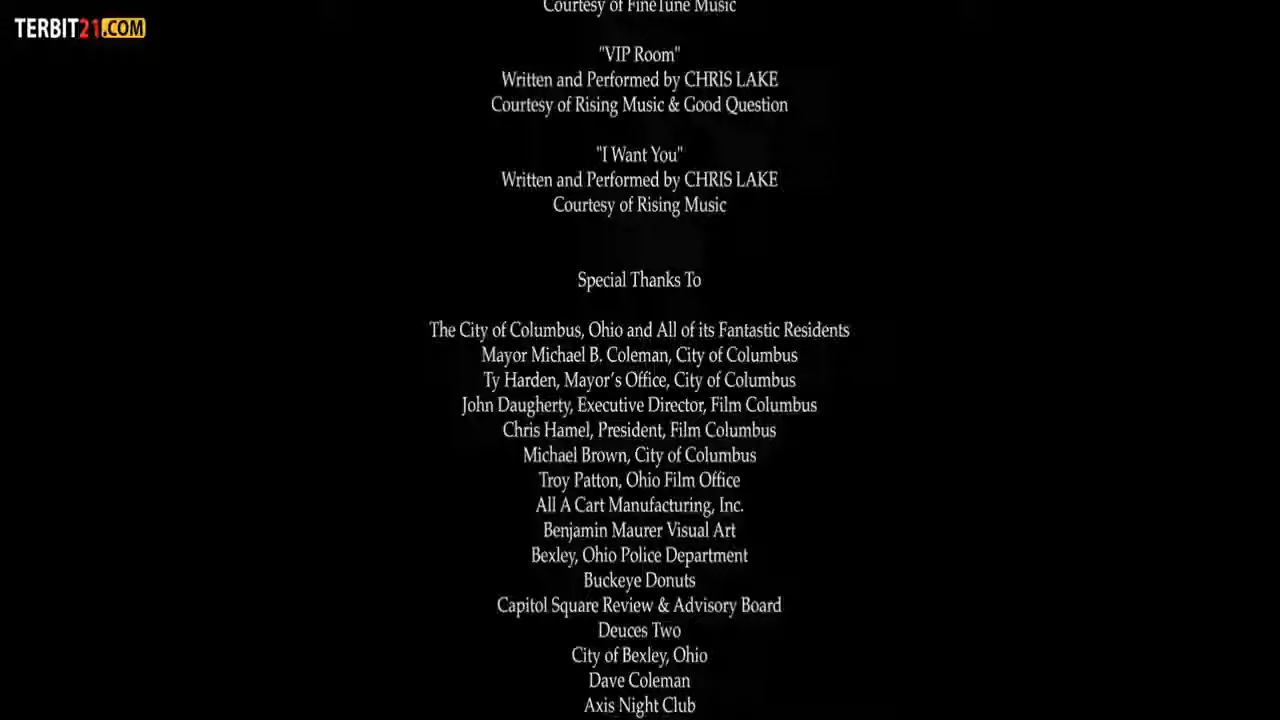 TERBIT21.COM
Courtesy of FineTune Music
"VIP Room"
Written and Performed by CHRIS LAKE
Courtesy of Rising Music & Good Question
"I Want You"
Written and Performed by CHRIS LAKE
Courtesy of Rising Music
Special Thanks To
The City of Columbus, Ohio and All of its Fantastic Residents
Mayor Michael B. Coleman, City of Columbus
Ty Harden, Mayor's Office, City of Columbus
John Daugherty, Executive Director, Film Columbus
Chris Hamel, President, Film Columbus
Michael Brown, City of Columbus
Troy Patton, Ohio Film Office
All A Cart Manufacturing, Inc.
Benjamin Maurer Visual Art
Bexley, Ohio Police Department
Buckeye Donuts
Capitol Square Review & Advisory Board
Deuces Two
City of Bexley, Ohio
Dave Coleman
Axis Night Club